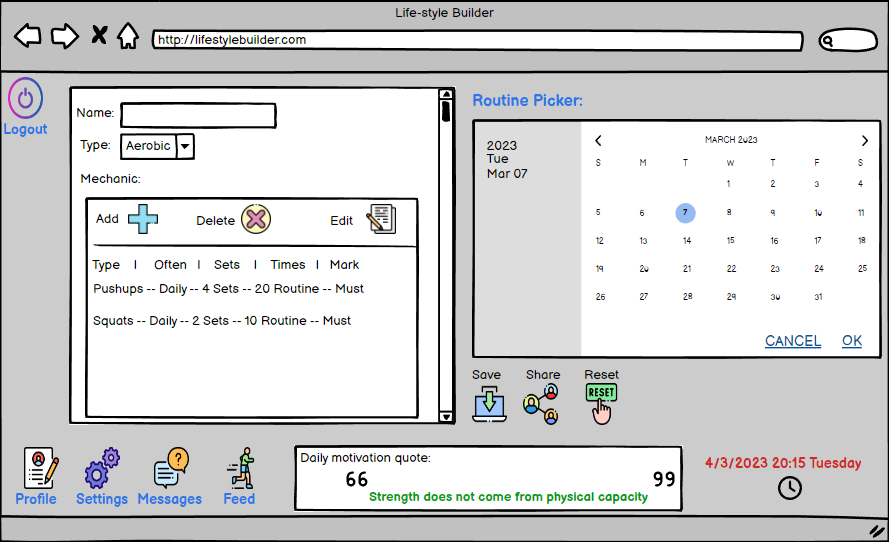 Life-style Builder
http://lifestylebuilder.com
Logout
Name:
Type: Aerobic
Mechanic:
Add Delete Edit
Type | Often | Sets | Times | Mark
Pushups -- Daily -- 4 Sets -- 20 Routine -- Must
Squats -- Daily -- 2 Sets -- 10 Routine -- Must
Routine Picker:
2023
Tue
Mar 07
MARCH 2023
S M T W T F S
1 2 3 4
5 6 7 8 9 10 11
12 13 14 15 16 17 18
19 20 21 22 23 24 25
26 27 28 29 30 31
CANCEL OK
Save Share Reset
RESET
Profile Settings Messages Feed
?
Daily motivation quote:
66 99
Strength does not come from physical capacity
4/3/2023 20:15 Tuesday